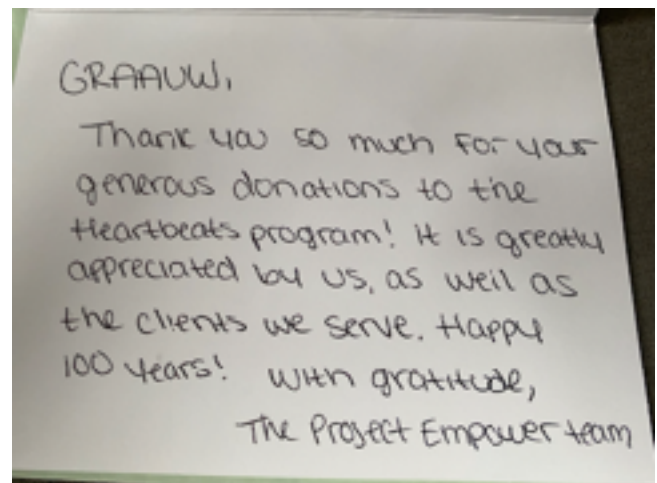 GRAAUW,
Thank you so much for your
generous donations to the
Heartbeats program! it is greatly
appreciated by us, as well as
the clients we serve. Happy
100 years! With gratitude,
The Project Empower team